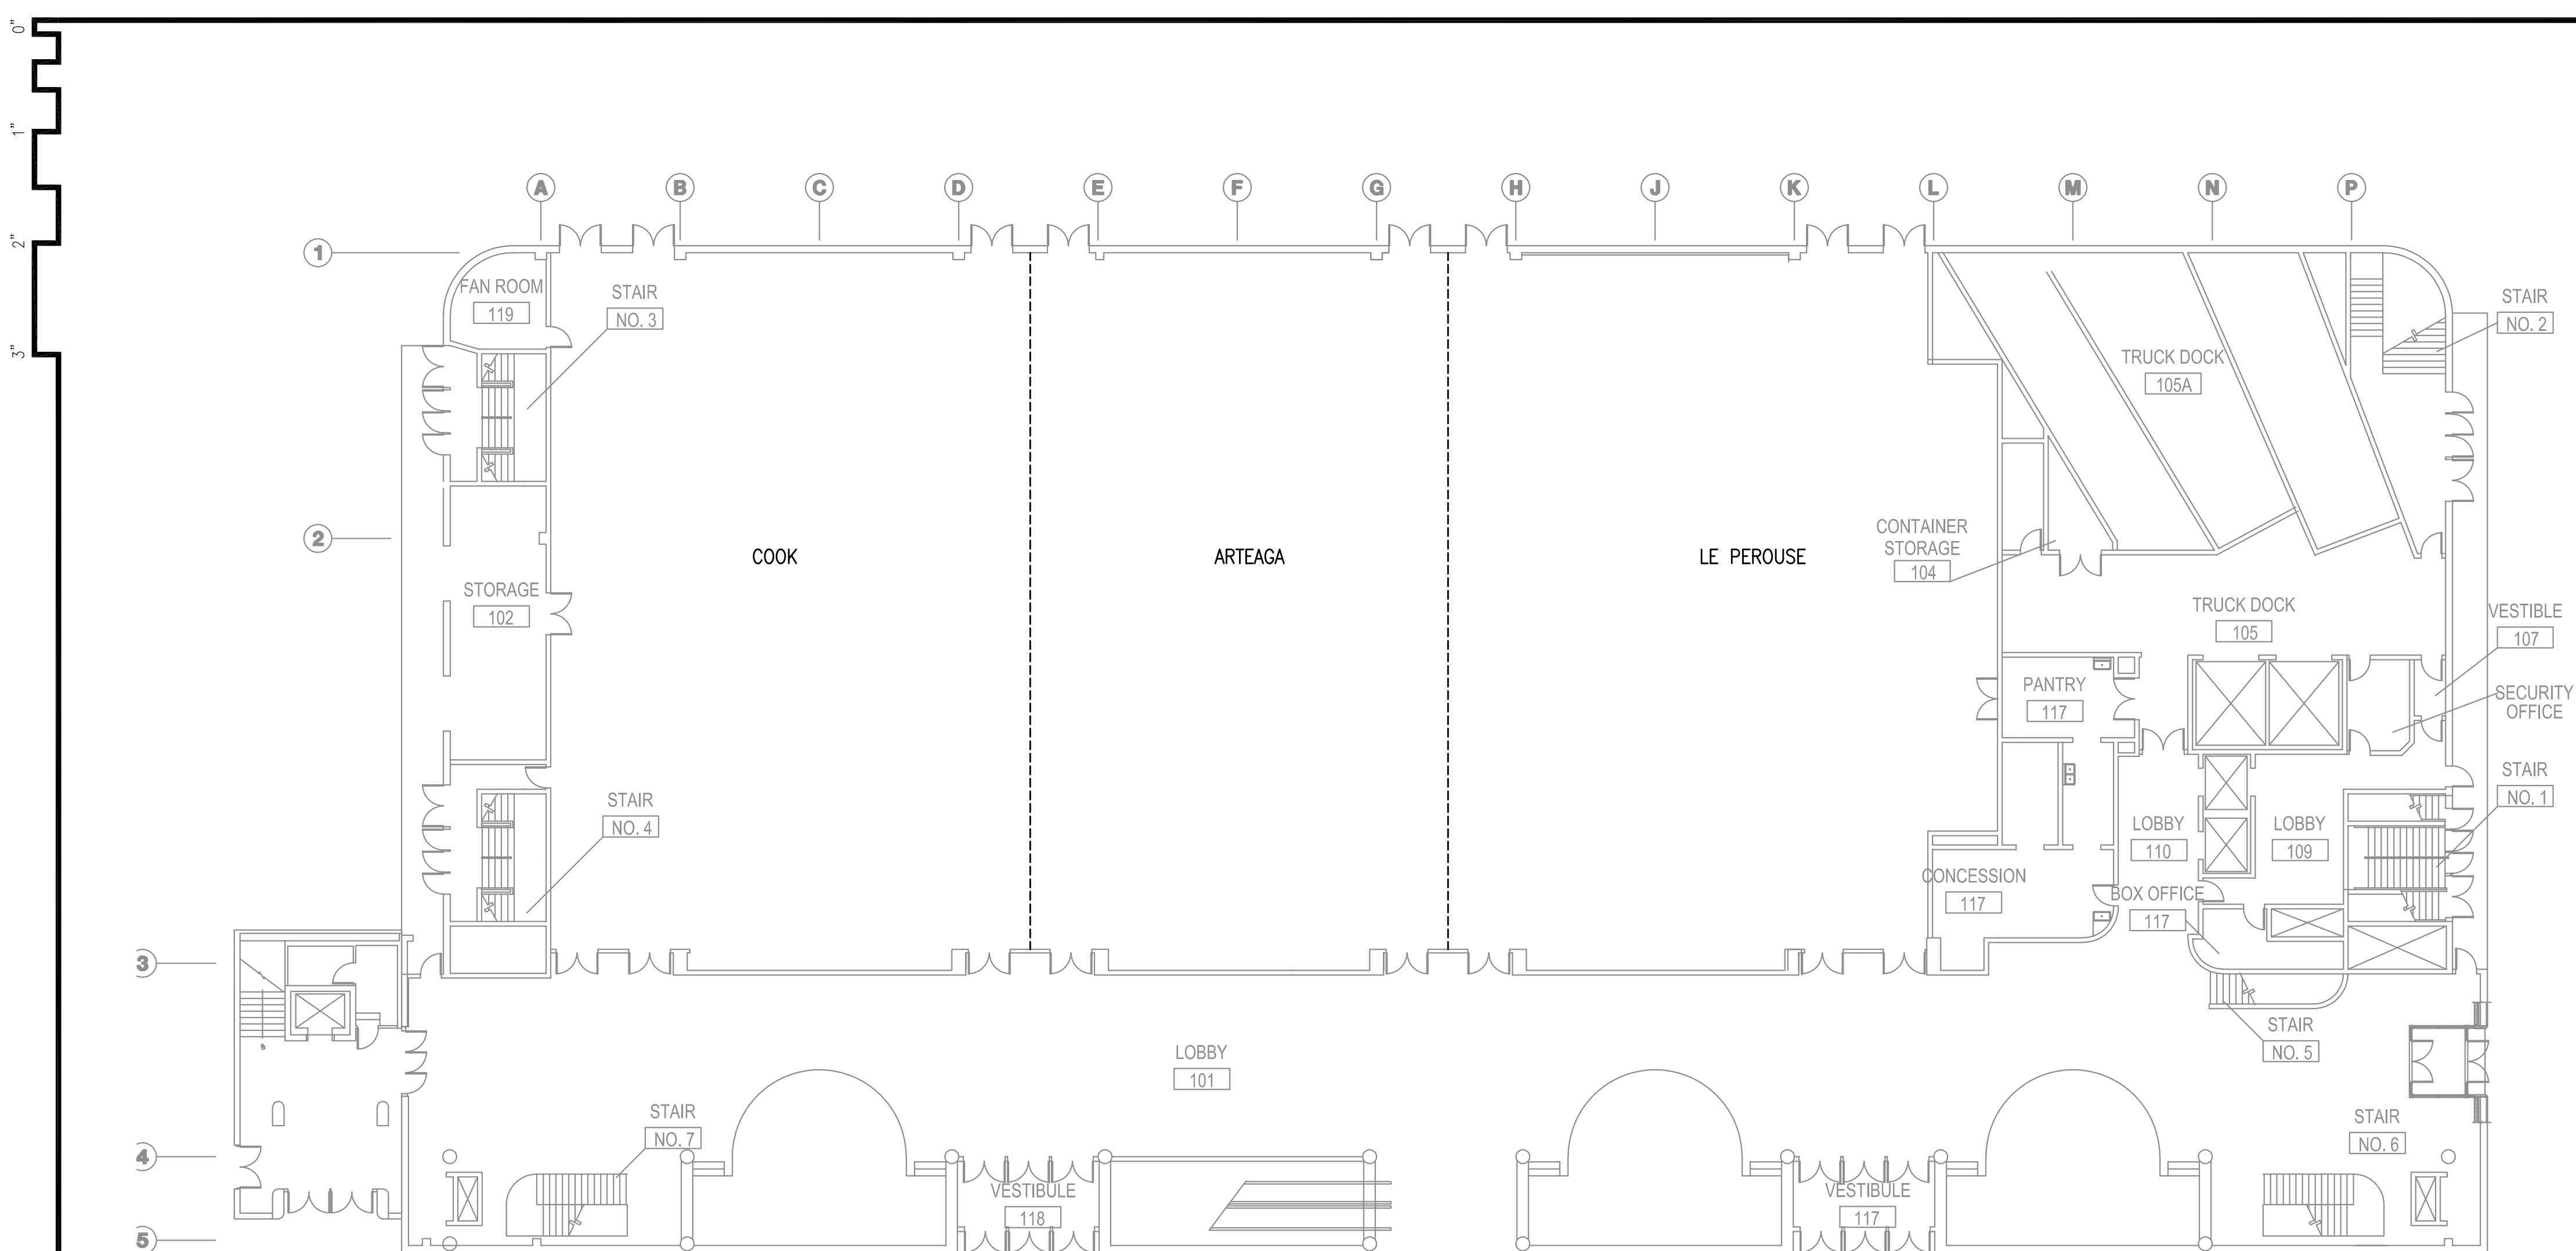 0"
1"
2"
3"
A
B
C
D
E
F
G
H
J
K
L
M
N
P
1
2
3
4
5
FAN ROOM
119
STAIR
NO. 3
STAIR
NO. 2
TRUCK DOCK
105A
COOK
ARTEAGA
LE PEROUSE
CONTAINER
STORAGE
104
STORAGE
102
TRUCK DOCK
105
VESTIBLE
107
PANTRY
117
SECURITY
OFFICE
STAIR
NO. 1
STAIR
NO. 4
LOBBY
110
LOBBY
109
CONCESSION
117
BOX OFFICE
117
STAIR
NO. 5
LOBBY
101
STAIR
NO. 7
STAIR
NO. 6
VESTIBULE
118
VESTIBULE
117